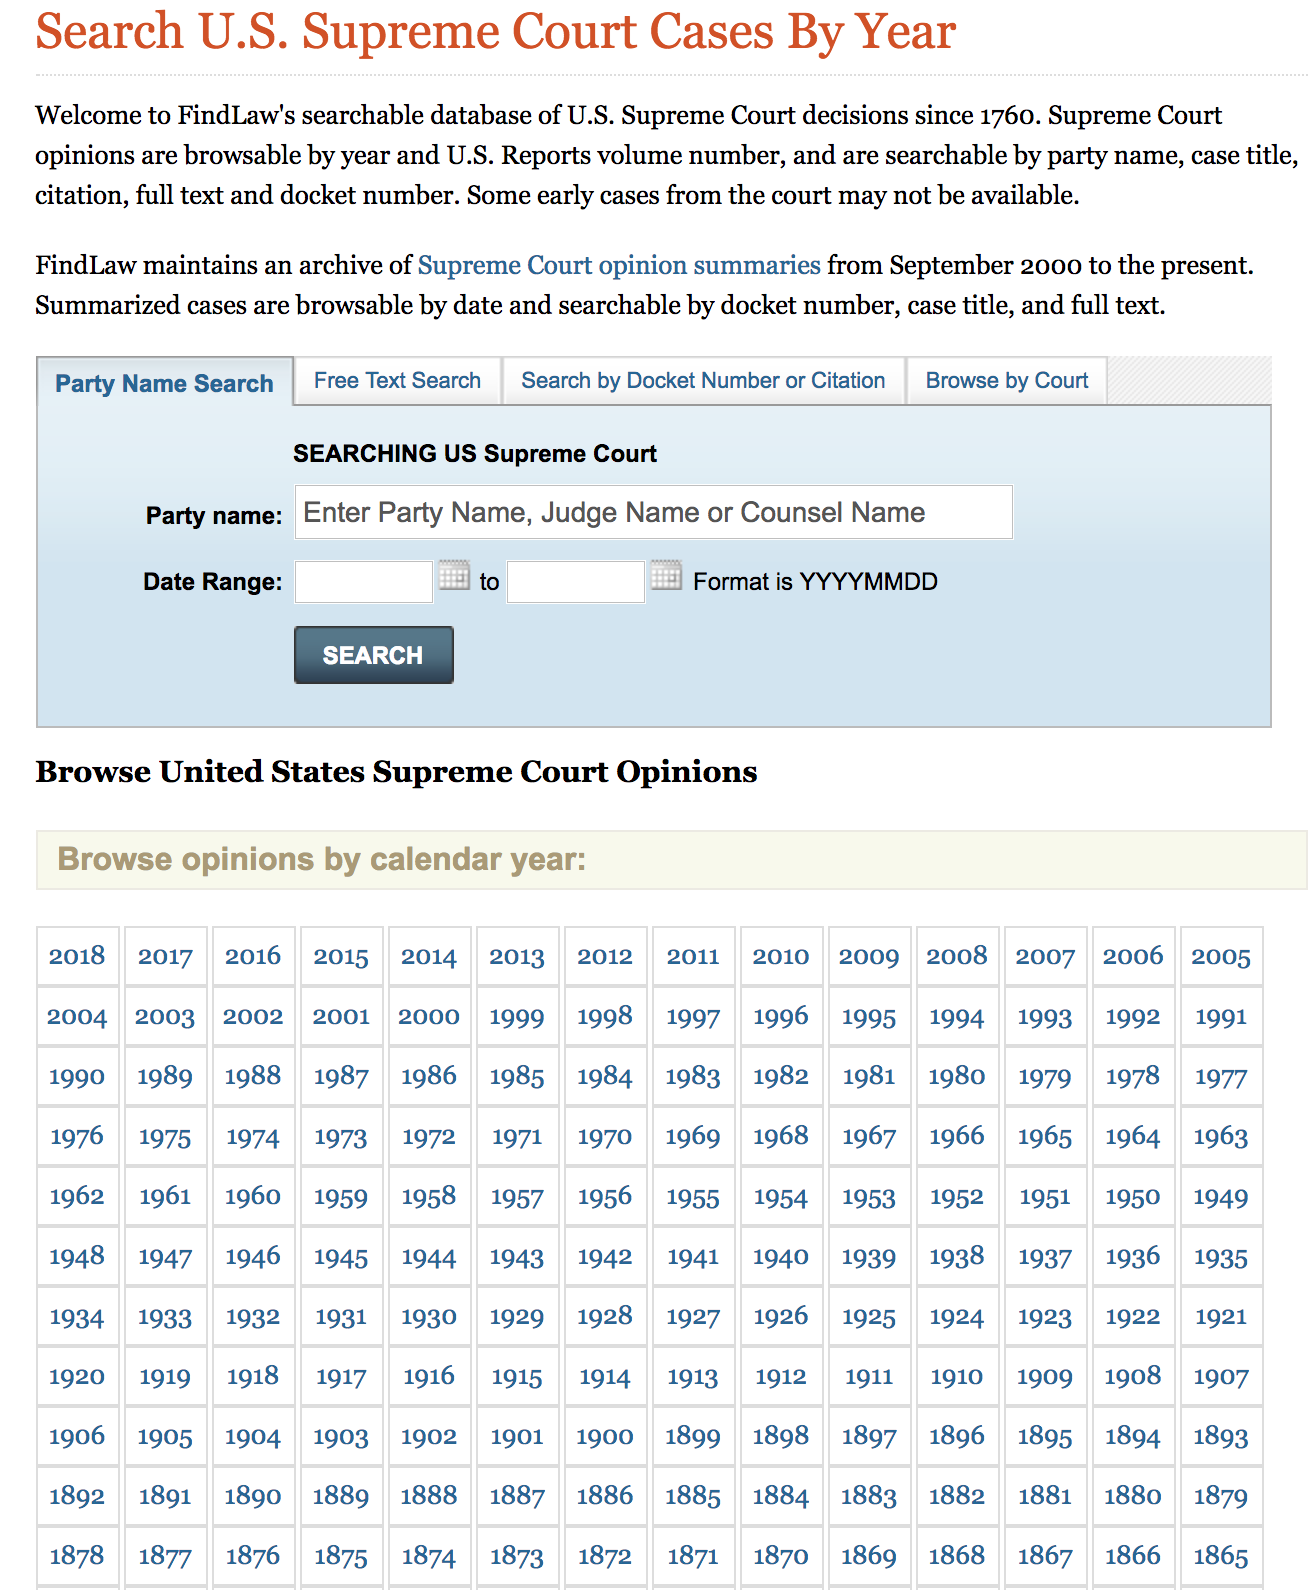 Search U.S. Supreme Court Cases By Year
Welcome to FindLaw's searchable database of U.S. Supreme Court decisions since 1760. Supreme Court
opinions are browsable by year and U.S. Reports volume number, and are searchable by party name, case title,
citation, full text and docket number. Some early cases from the court may not be available.
FindLaw maintains an archive of Supreme Court opinion summaries from September 2000 to the present.
Summarized cases are browsable by date and searchable by docket number, case title, and full text.
Party Name Search Free Text Search Search by Docket Number or Citation Browse by Court
SEARCHING US Supreme Court
Party name: Enter Party Name, Judge Name or Counsel Name
Date Range: to Format is YYYYMMDD
SEARCH
Browse United States Supreme Court Opinions
Browse opinions by calendar year:
2018 2017 2016 2015 2014 2013 2012 2011 2010 2009 2008 2007 2006 2005
2004 2003 2002 2001 2000 1999 1998 1997 1996 1995 1994 1993 1992 1991
1990 1989 1988 1987 1986 1985 1984 1983 1982 1981 1980 1979 1978 1977
1976 1975 1974 1973 1972 1971 1970 1969 1968 1967 1966 1965 1964 1963
1962 1961 1960 1959 1958 1957 1956 1955 1954 1953 1952 1951 1950 1949
1948 1947 1946 1945 1944 1943 1942 1941 1940 1939 1938 1937 1936 1935
1934 1933 1932 1931 1930 1929 1928 1927 1926 1925 1924 1923 1922 1921
1920 1919 1918 1917 1916 1915 1914 1913 1912 1911 1910 1909 1908 1907
1906 1905 1904 1903 1902 1901 1900 1899 1898 1897 1896 1895 1894 1893
1892 1891 1890 1889 1888 1887 1886 1885 1884 1883 1882 1881 1880 1879
1878 1877 1876 1875 1874 1873 1872 1871 1870 1869 1868 1867 1866 1865